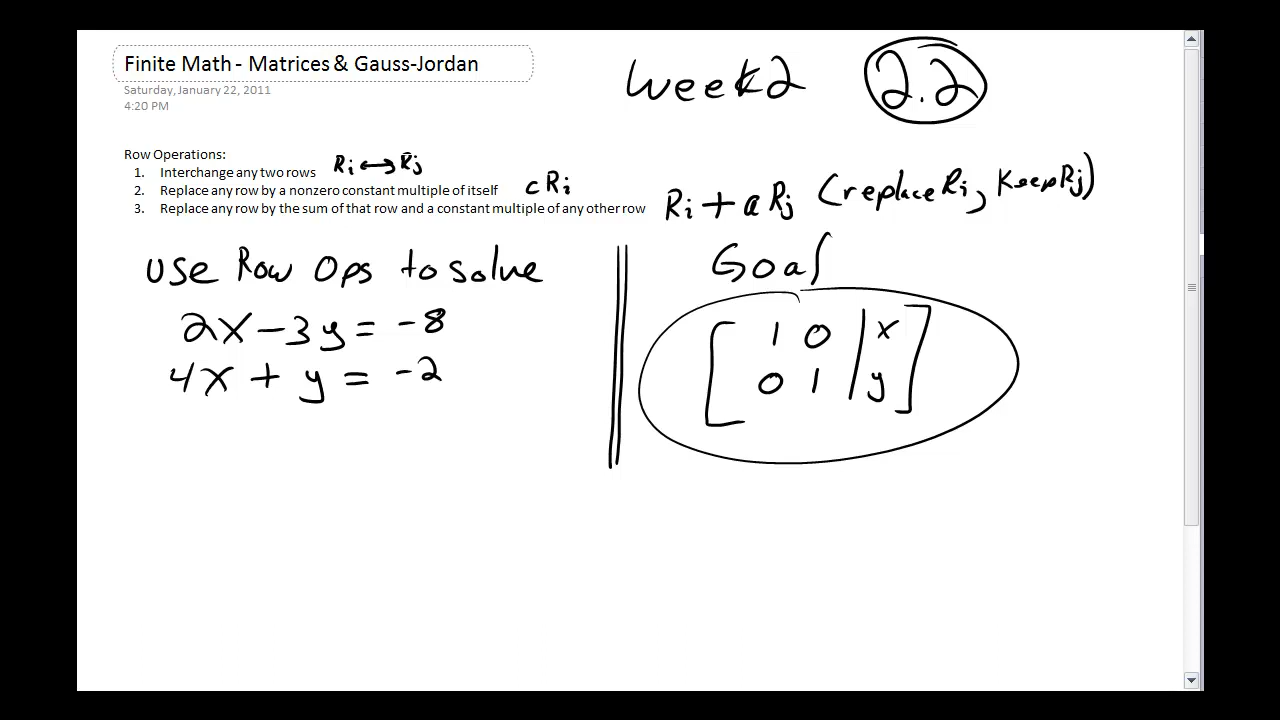 Finite Math - Matrices & Gauss-Jordan
Week 2 2.2
Saturday, January 22, 2011
4:20 PM
Row Operations:
1. Interchange any two rows Ri ↔ Rj
2. Replace any row by a nonzero constant multiple of itself cRi
3. Replace any row by the sum of that row and a constant multiple of any other row Ri + aRj (replace Ri, Keep Rj)
Use Row Ops to solve
2x - 3y = -8
4x + y = -2
Goal
[ 1 0 | x ]
[ 0 1 | y ]